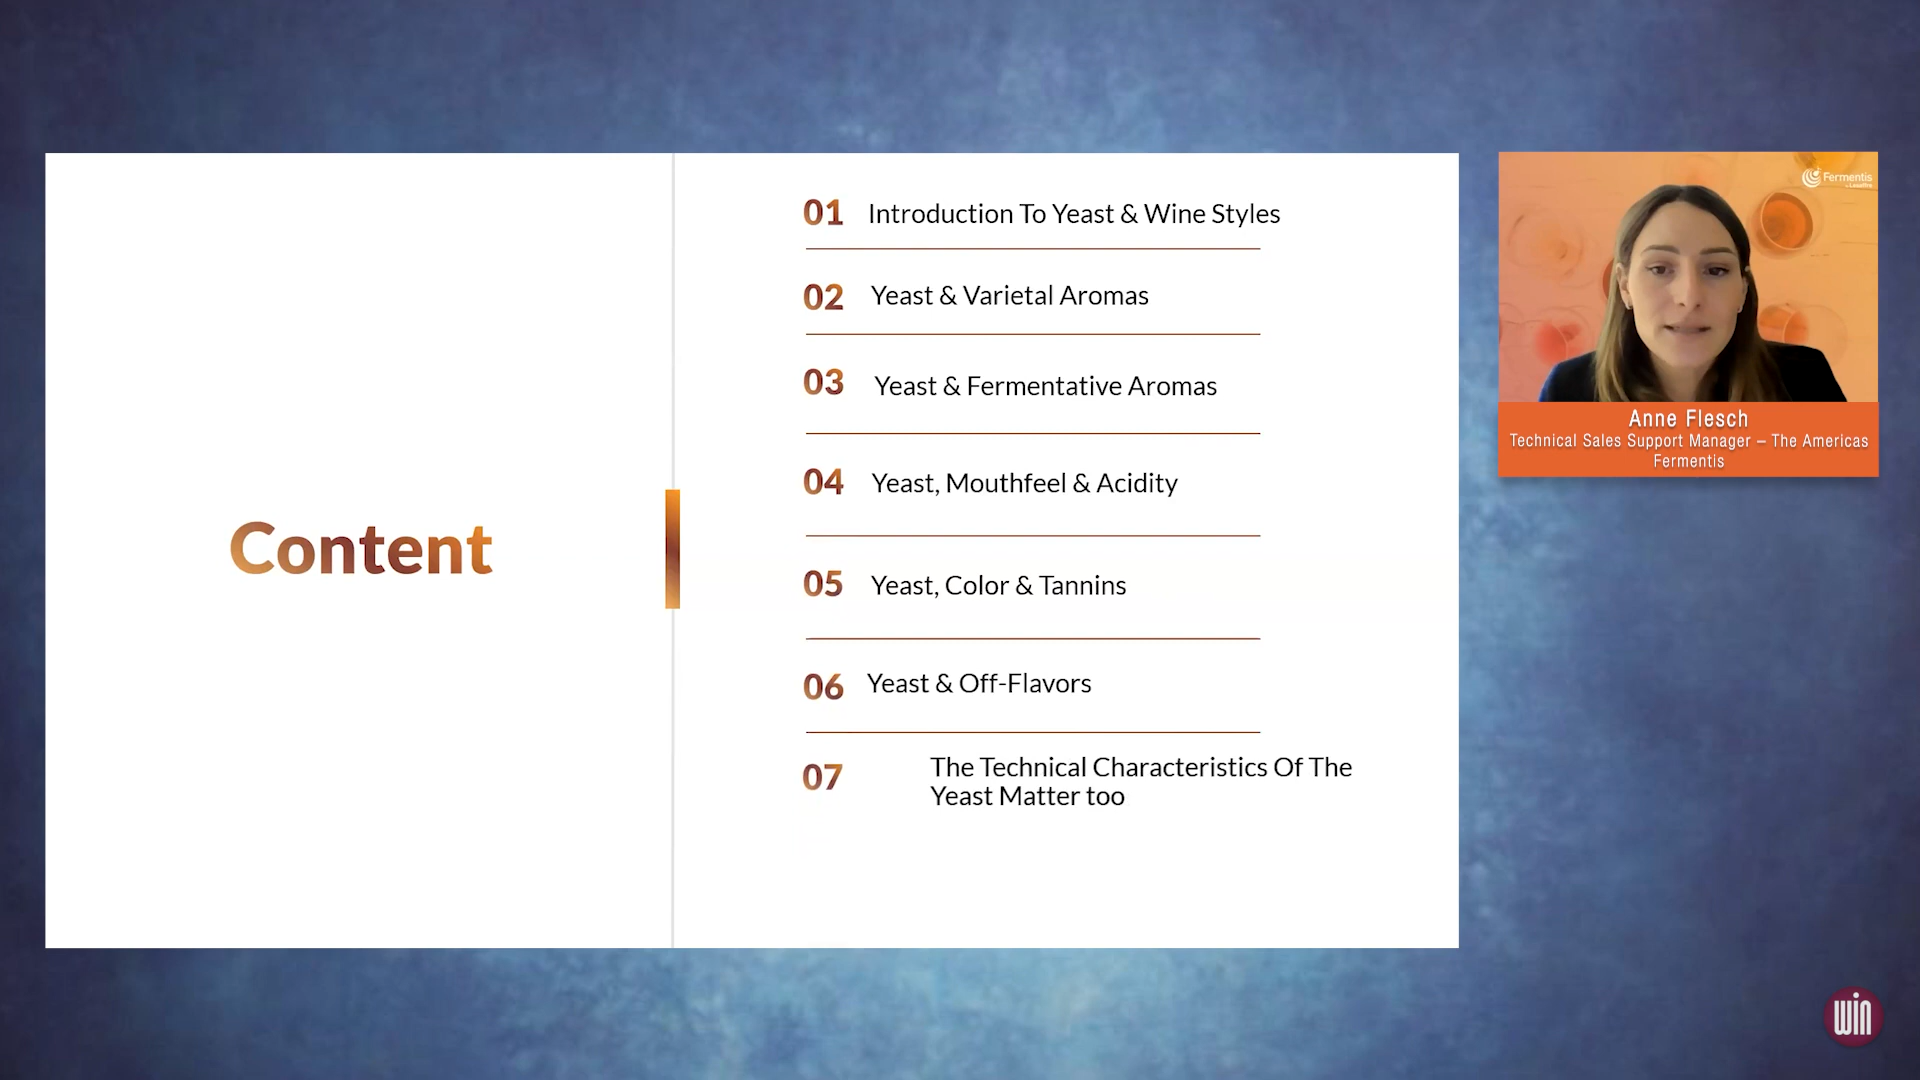 Content
01 Introduction To Yeast & Wine Styles
02 Yeast & Varietal Aromas
03 Yeast & Fermentative Aromas
04 Yeast, Mouthfeel & Acidity
05 Yeast, Color & Tannins
06 Yeast & Off-Flavors
07 The Technical Characteristics Of The
Yeast Matter too
Fermentis
Anne Flesch
Technical Sales Support Manager – The Americas
Fermentis
win